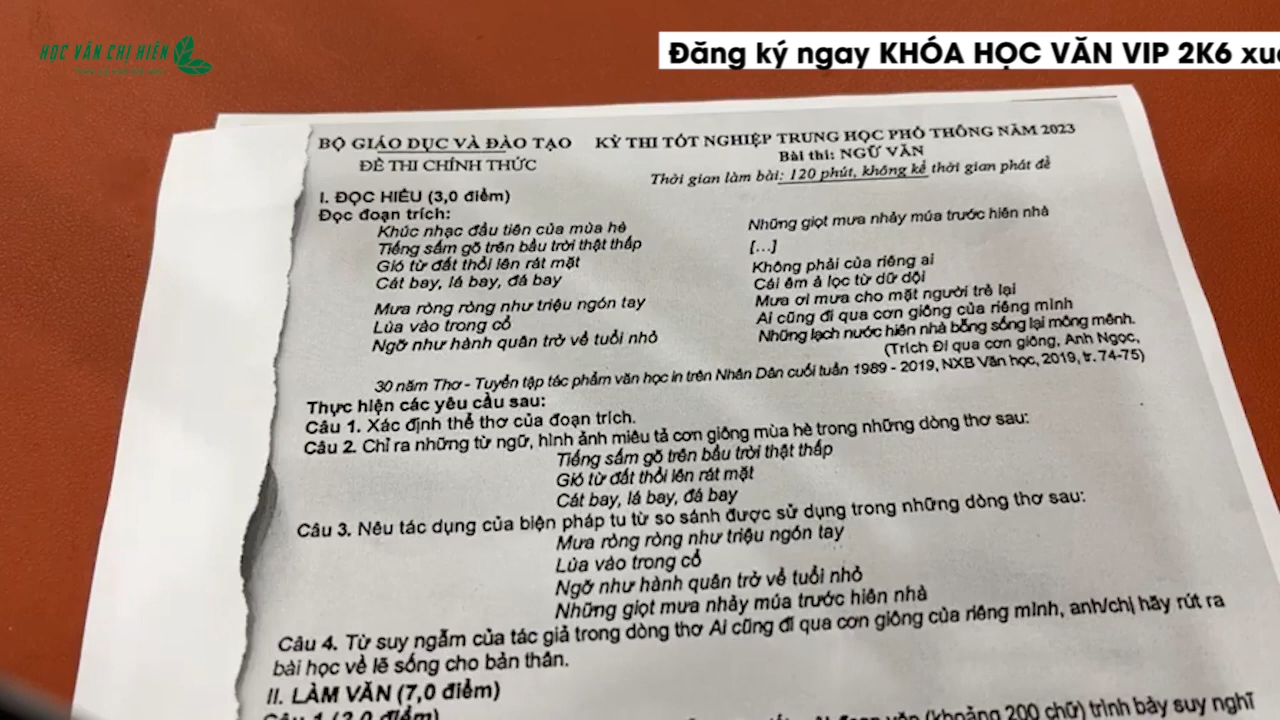 HỌC VĂN CHỊ HIÊN
Đăng ký ngay KHÓA HỌC VĂN VIP 2K6
BỘ GIÁO DỤC VÀ ĐÀO TẠO
ĐỀ THI CHÍNH THỨC
KỲ THI TỐT NGHIỆP TRUNG HỌC PHỔ THÔNG NĂM 2023
Bài thi: NGỮ VĂN
Thời gian làm bài: 120 phút, không kể thời gian phát đề
I. ĐỌC HIỂU (3,0 điểm)
Đọc đoạn trích:
Khúc nhạc đầu tiên của mùa hè
Tiếng sấm gõ trên bầu trời thật thấp
Gió từ đất thổi lên rát mặt
Cát bay, lá bay, đá bay
Mưa ròng ròng như triệu ngón tay
Lùa vào trong cỏ
Ngỡ như hành quân trở về tuổi nhỏ
Những giọt mưa nhảy múa trước hiên nhà
[...]
Không phải của riêng ai
Cái êm ả lọc từ dữ dội
Mưa ơi mưa cho mặt người trẻ lại
Ai cũng đi qua cơn giông của riêng mình
Những lạch nước hiên nhà bỗng sống lại mông mênh.
(Trích Đi qua cơn giông, Anh Ngọc,
30 năm Thơ - Tuyển tập tác phẩm văn học in trên Nhân Dân cuối tuần 1989 - 2019, NXB Văn học, 2019, tr. 74-75)
Thực hiện các yêu cầu sau:
Câu 1. Xác định thể thơ của đoạn trích.
Câu 2. Chỉ ra những từ ngữ, hình ảnh miêu tả cơn giông mùa hè trong những dòng thơ sau:
Tiếng sấm gõ trên bầu trời thật thấp
Gió từ đất thổi lên rát mặt
Cát bay, lá bay, đá bay
Câu 3. Nêu tác dụng của biện pháp tu từ so sánh được sử dụng trong những dòng thơ sau:
Mưa ròng ròng như triệu ngón tay
Lùa vào trong cỏ
Ngỡ như hành quân trở về tuổi nhỏ
Những giọt mưa nhảy múa trước hiên nhà
Câu 4. Từ suy ngẫm của tác giả trong dòng thơ Ai cũng đi qua cơn giông của riêng mình, anh/chị hãy rút ra
bài học về lẽ sống cho bản thân.
II. LÀM VĂN (7,0 điểm)
Câu 1 (2,0 điểm)
đoạn văn (khoảng 200 chữ) trình bày suy nghĩ